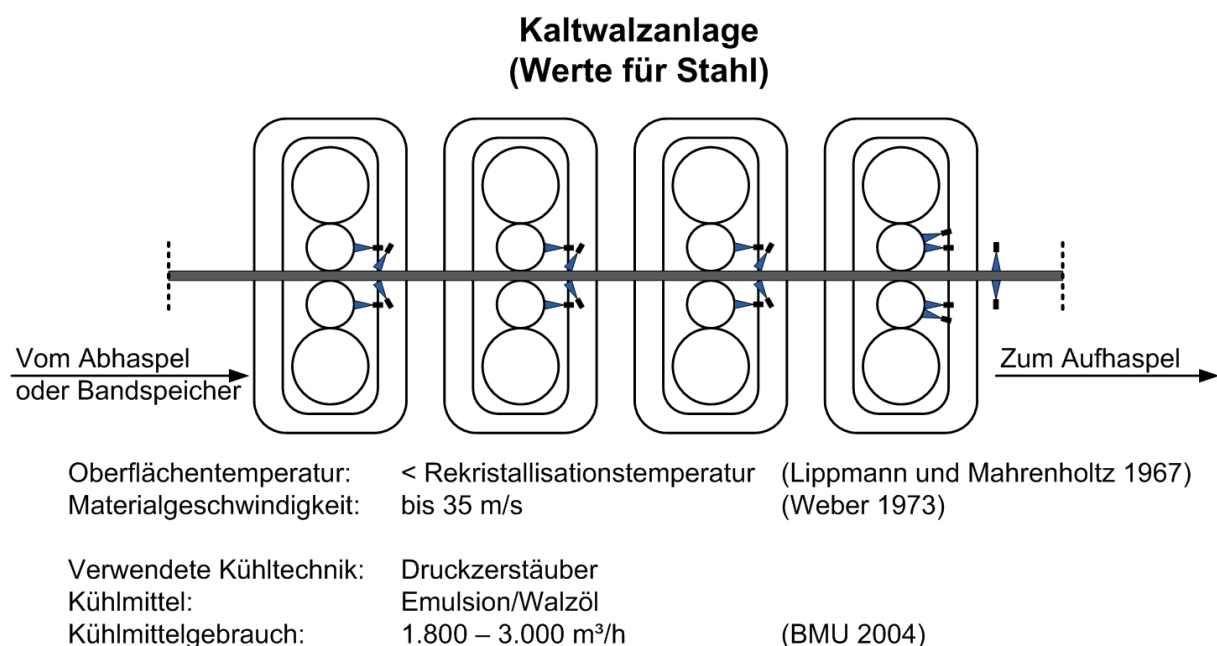 Kaltwalzanlage
(Werte für Stahl)
Vom Abhaspel
oder Bandspeicher
Zum Aufhaspel
Oberflächentemperatur: < Rekristallisationstemperatur (Lippmann und Mahrenholtz 1967)
Materialgeschwindigkeit: bis 35 m/s (Weber 1973)
Verwendete Kühltechnik: Druckzerstäuber
Kühlmittel: Emulsion/Walzöl
Kühlmittelgebrauch: 1.800 – 3.000 m³/h (BMU 2004)